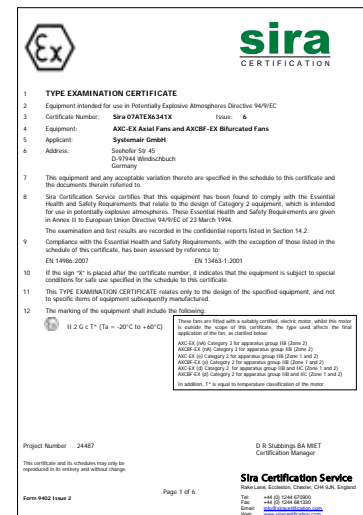 Ex
sira
CERTIFICATION
1 TYPE EXAMINATION CERTIFICATE
2 Equipment intended for use in Potentially Explosive Atmospheres Directive 94/9/EC
3 Certificate Number: Sira 07ATEX6341X Issue: 6
4 Equipment: AXC-EX Axial Fans and AXCBF-EX Bifurcated Fans
5 Applicant: Systemair GmbH
6 Address: Seehofer Str 45
D-97944 Windischbuch
Germany
7 This equipment and any acceptable variation thereto are specified in the schedule to this certificate and
the documents therein referred to.
8 Sira Certification Service certifies that this equipment has been found to comply with the Essential
Health and Safety Requirements that relate to the design of Category 2 equipment, which is intended
for use in potentially explosive atmospheres. These Essential Health and Safety Requirements are given
in Annex II to European Union Directive 94/9/EC of 23 March 1994.
The examination and test results are recorded in the confidential reports listed in Section 14.2.
9 Compliance with the Essential Health and Safety Requirements, with the exception of those listed in the
schedule of this certificate, has been assessed by reference to:
EN 14986:2007 EN 13463-1:2001
10 If the sign "X" is placed after the certificate number, it indicates that the equipment is subject to special
conditions for safe use specified in the schedule to this certificate.
11 This TYPE EXAMINATION CERTIFICATE relates only to the design of the specified equipment, and not
to specific items of equipment subsequently manufactured.
12 The marking of the equipment shall include the following:
II 2 G c T* (Ta = -20°C to +60°C)
These fans are fitted with a suitably certified, electric motor, whilst this motor
is outside the scope of this certificate, the type used affects the final
application of the fan, as clarified below:
AXC-EX (nA) Category 3 for apparatus group IIB (Zone 2)
AXCBF-EX (nA) Category 3 for apparatus group IIB (Zone 2)
AXC-EX (e) Category 2 for apparatus group IIB (Zone 1 and 2)
AXCBF-EX (e) Category 2 for apparatus group IIB (Zone 1 and 2)
AXC-EX (d) Category 2 for apparatus group IIB and IIC (Zone 1 and 2)
AXCBF-EX (d) Category 2 for apparatus group IIB and IIC (Zone 1 and 2)
In addition, T* is equal to temperature classification of the motor.
Project Number 24487
D R Stubbings BA MIET
Certification Manager
This certificate and its schedules may only be
reproduced in its entirety and without change.
Sira Certification Service
Rake Lane, Eccleston, Chester, CH4 9JN, England
Page 1 of 6
Form 9402 Issue 2
Tel: +44 (0) 1244 670900
Fax: +44 (0) 1244 681330
Email: info@siracertification.com
Web: www.siracertification.com